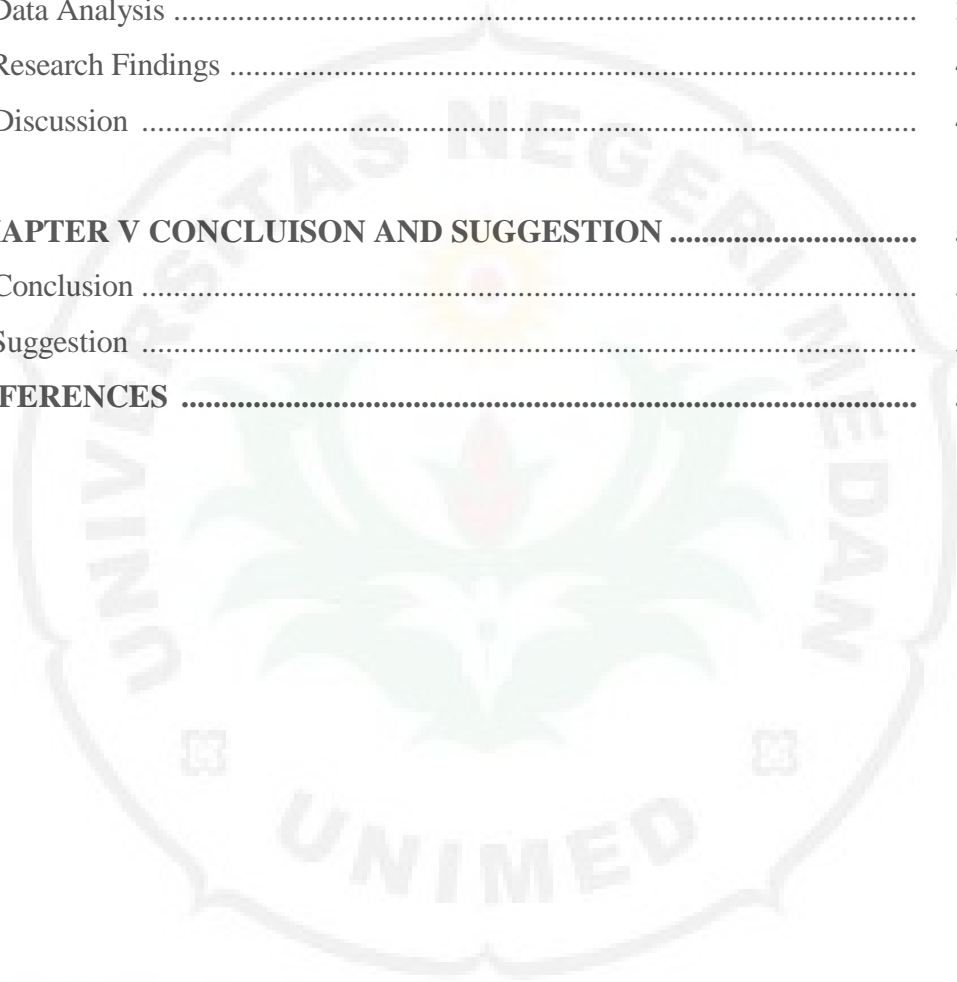 Data Analysis ................................................................................................
Research Findings ........................................................................................
Discussion ....................................................................................................
APTER V CONCLUISON AND SUGGESTION ..............................
Conclusion ....................................................................................................
Suggestion ....................................................................................................
FERENCES ..........................................................................................
UNIVERSITAS NEGERI MEDAN
UNIMED